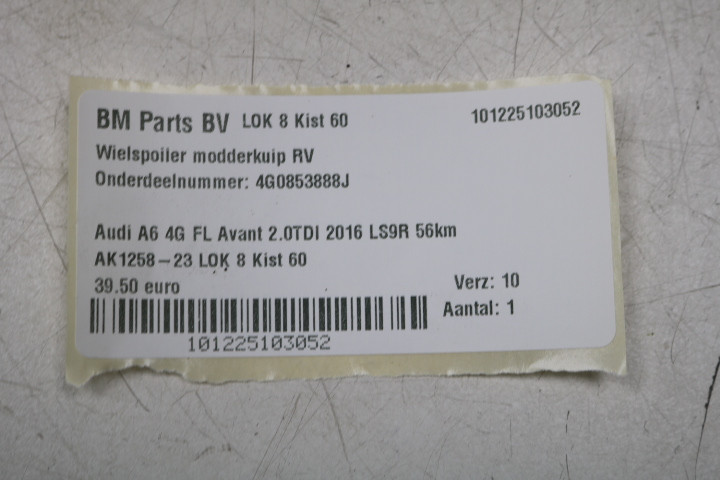 BM Parts BV LOK 8 Kist 60 101225103052
Wielspoiler modderkuip RV
Onderdeelnummer: 4G0853888J
Audi A6 4G FL Avant 2.0TDI 2016 LS9R 56km
AK1258-23 LOK 8 Kist 60
39.50 euro Verz: 10
Aantal: 1
101225103052